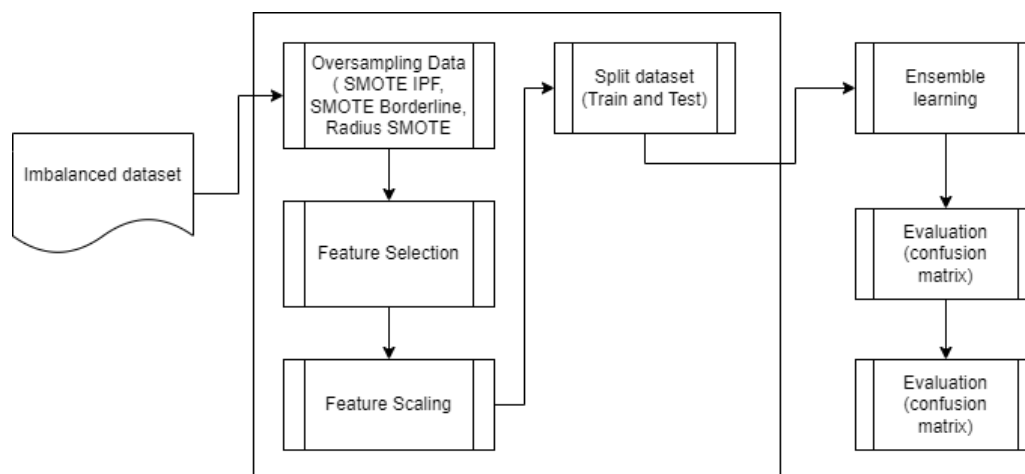 Imbalanced dataset
Oversampling Data
( SMOTE IPF,
SMOTE Borderline,
Radius SMOTE
Feature Selection
Feature Scaling
Split dataset
(Train and Test)
Ensemble
learning
Evaluation
(confusion
matrix)
Evaluation
(confusion
matrix)